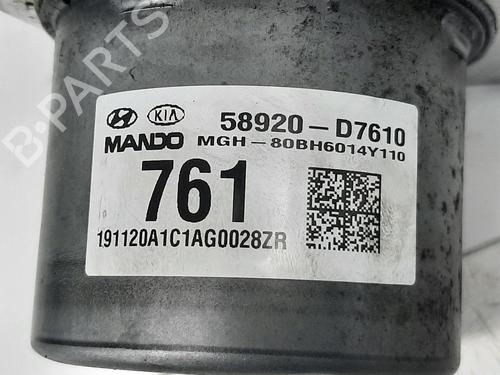 B-PARTS
KIA
58920-D7610
MANDO
MGH-80BH6014Y110
761
191120A1C1AG0028ZR